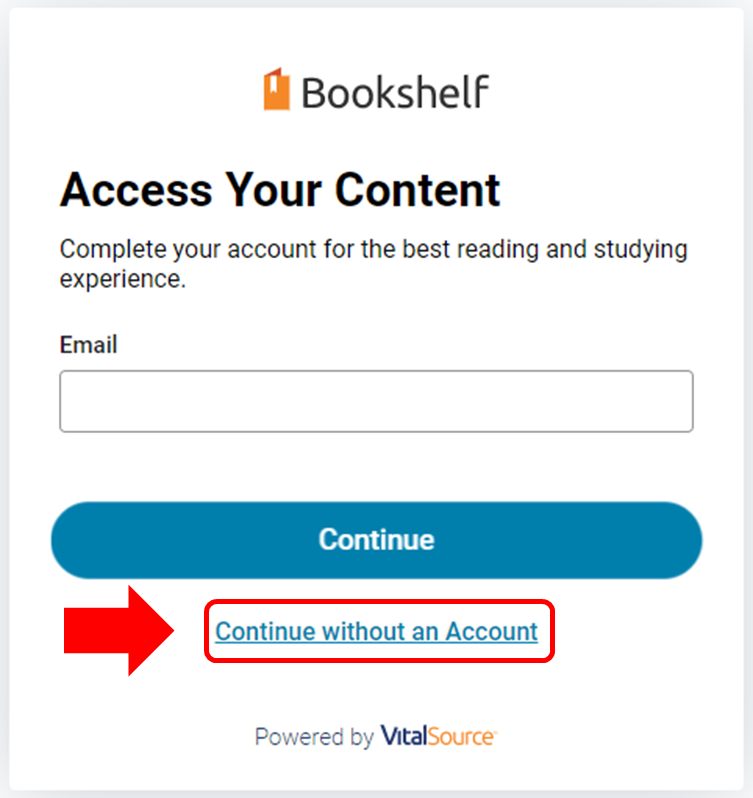 Bookshelf
Access Your Content
Complete your account for the best reading and studying
experience.
Email
Continue
Continue without an Account
Powered by VitalSource